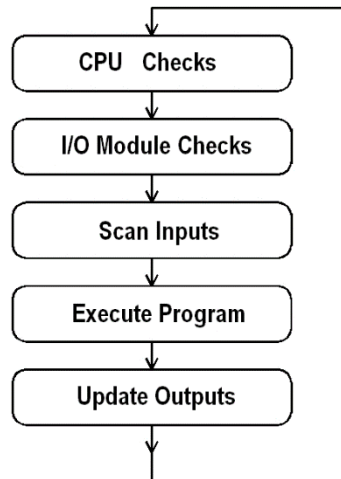 CPU Checks
I/O Module Checks
Scan Inputs
Execute Program
Update Outputs